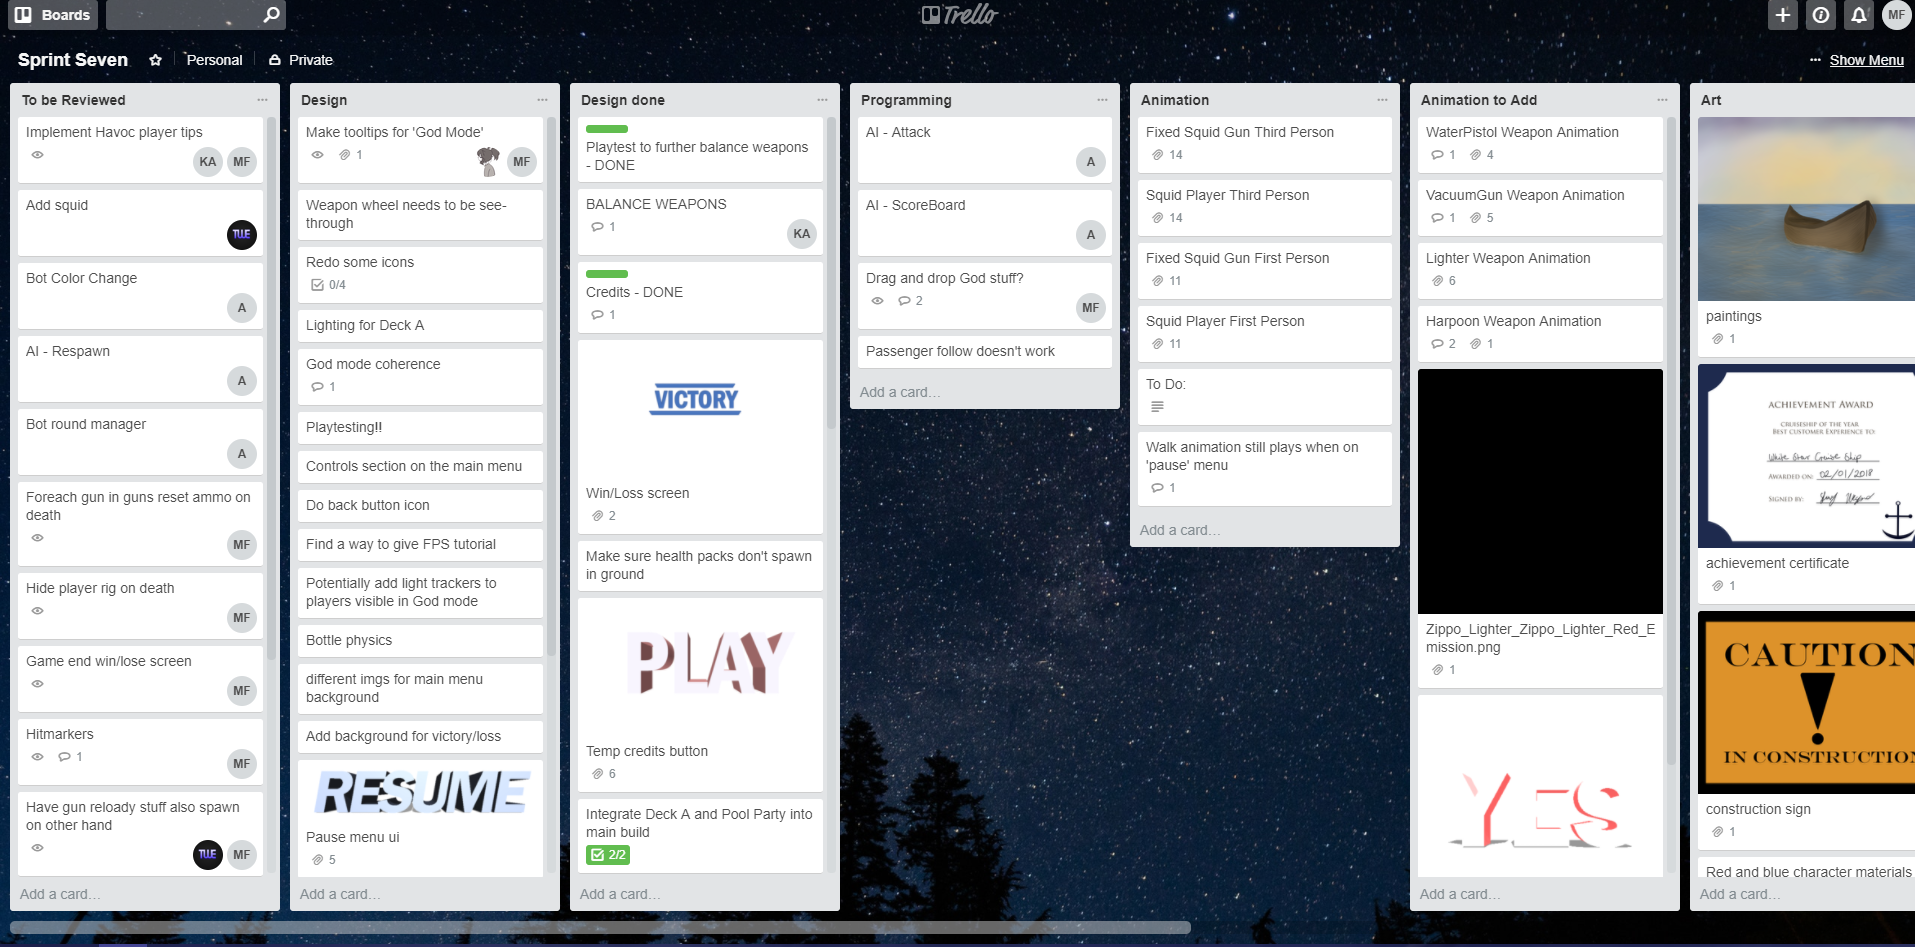 Boards
Trello
MF
Sprint Seven
Personal
Private
... Show Menu
To be Reviewed
Implement Havoc player tips
KA MF
Add squid
TWE
Bot Color Change
A
AI - Respawn
A
Bot round manager
A
Foreach gun in guns reset ammo on
death
MF
Hide player rig on death
MF
Game end win/lose screen
MF
Hitmarkers
1
MF
Have gun reloady stuff also spawn
on other hand
TWE MF
Add a card...
Design
Make tooltips for 'God Mode'
1
MF
Weapon wheel needs to be see-
through
Redo some icons
0/4
Lighting for Deck A
God mode coherence
1
Playtesting!!
Controls section on the main menu
Do back button icon
Find a way to give FPS tutorial
Potentially add light trackers to
players visible in God mode
Bottle physics
different imgs for main menu
background
Add background for victory/loss
RESUME
Pause menu ui
5
Add a card...
Design done
Playtest to further balance weapons
- DONE
BALANCE WEAPONS
1
KA
Credits - DONE
1
VICTORY
Win/Loss screen
2
Make sure health packs don't spawn
in ground
PLAY
Temp credits button
6
Integrate Deck A and Pool Party into
main build
2/2
Add a card...
Programming
AI - Attack
A
AI - ScoreBoard
A
Drag and drop God stuff?
2
MF
Passenger follow doesn't work
Add a card...
Animation
Fixed Squid Gun Third Person
14
Squid Player Third Person
14
Fixed Squid Gun First Person
11
Squid Player First Person
11
To Do:
Walk animation still plays when on
'pause' menu
1
Add a card...
Animation to Add
WaterPistol Weapon Animation
1 4
VacuumGun Weapon Animation
1 5
Lighter Weapon Animation
6
Harpoon Weapon Animation
2 1
Zippo_Lighter_Zippo_Lighter_Red_E
mission.png
1
YES
Add a card...
Art
paintings
1
ACHIEVEMENT AWARD
CRUISESHIP OF THE YEAR
BEST CUSTOMER EXPERIENCE TO:
White Star Cruise Ship
AWARDED ON: 02/01/2018
SIGNED BY:
achievement certificate
1
CAUTION
!
IN CONSTRUCTION
construction sign
1
Red and blue character materials
Add a card...